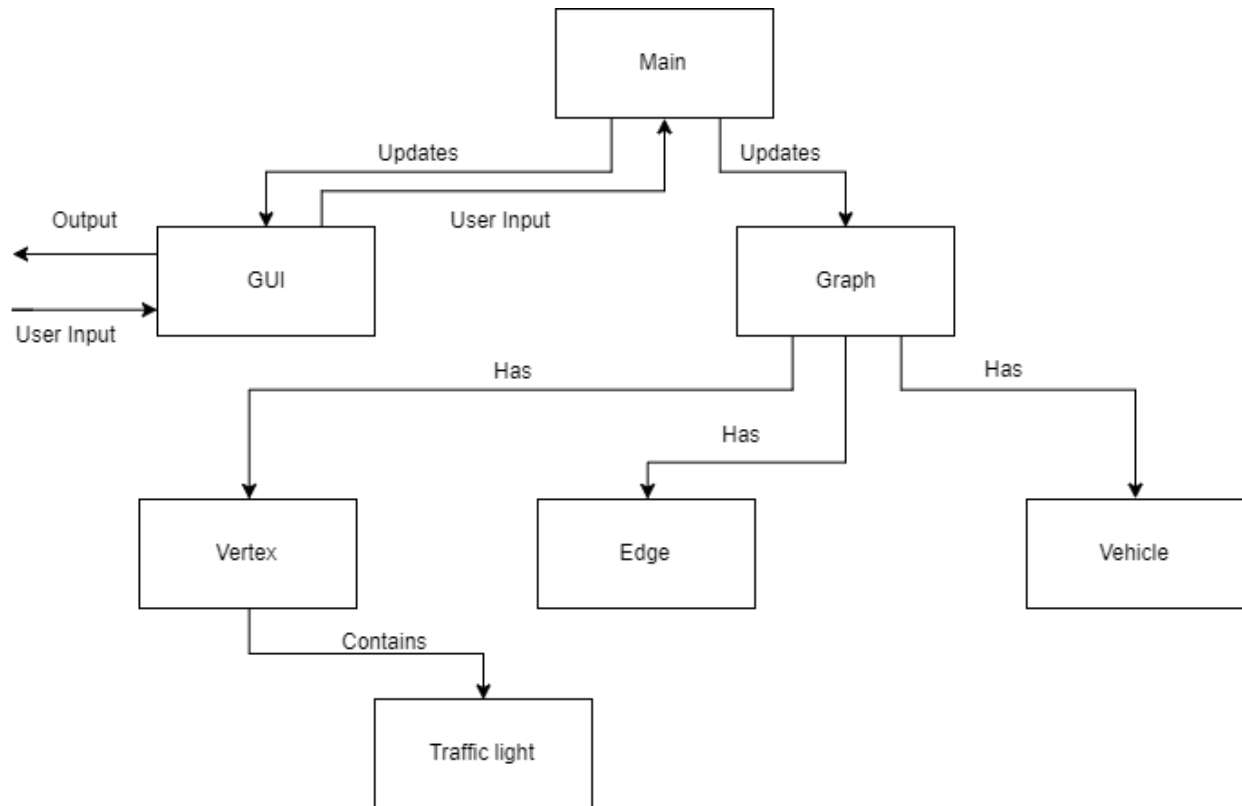 Main
Updates
Updates
Output
User Input
GUI
Graph
User Input
Has
Has
Has
Vertex
Edge
Vehicle
Contains
Traffic light